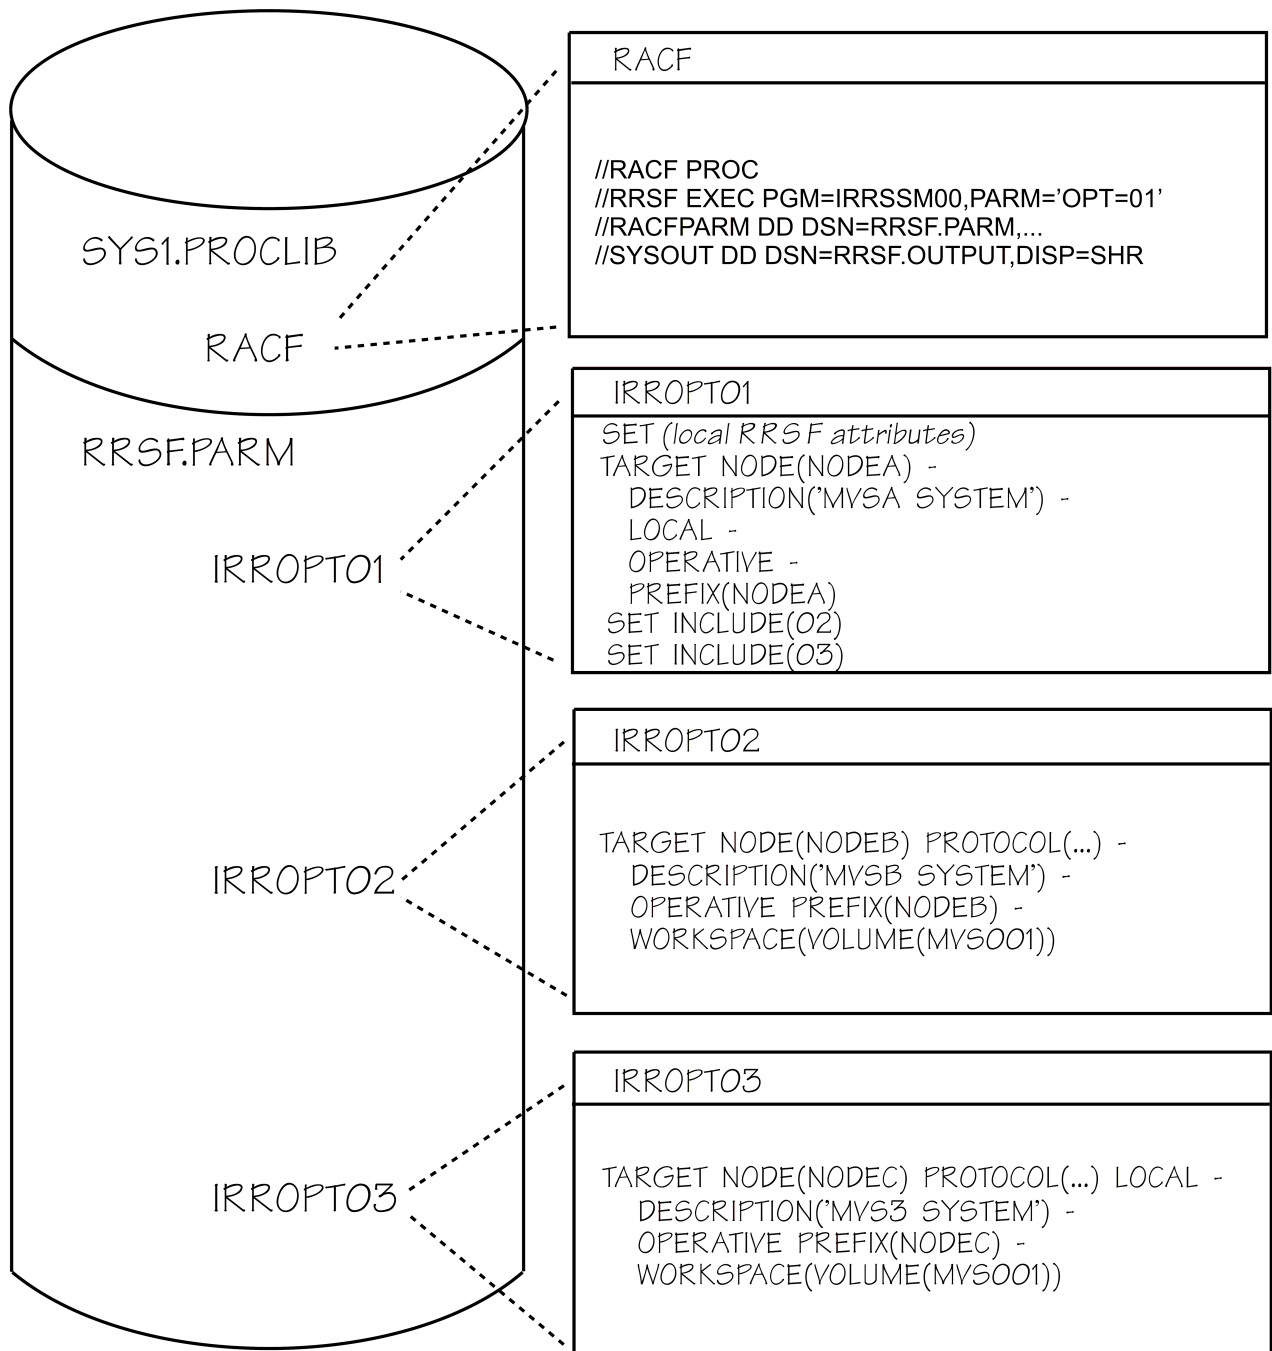 SYS1.PROCLIB
RACF
RRSF.PARM
IRROPT01
IRROPT02
IRROPT03
RACF
//RACF PROC
//RRSF EXEC PGM=IRRSSM00,PARM=’OPT=01’
//RACFPARM DD DSN=RRSF.PARM,...
//SYSOUT DD DSN=RRSF.OUTPUT,DISP=SHR
IRROPT01
SET (local RRSF attributes)
TARGET NODE(NODEA) -
DESCRIPTION(’MVSA SYSTEM’) -
LOCAL -
OPERATIVE -
PREFIX(NODEA)
SET INCLUDE(02)
SET INCLUDE(03)
IRROPT02
TARGET NODE(NODEB) PROTOCOL(...) -
DESCRIPTION(’MVSB SYSTEM’) -
OPERATIVE PREFIX(NODEB) -
WORKSPACE(VOLUME(MVS001))
IRROPT03
TARGET NODE(NODEC) PROTOCOL(...) LOCAL -
DESCRIPTION(’MVS3 SYSTEM’) -
OPERATIVE PREFIX(NODEC) -
WORKSPACE(VOLUME(MVS001))